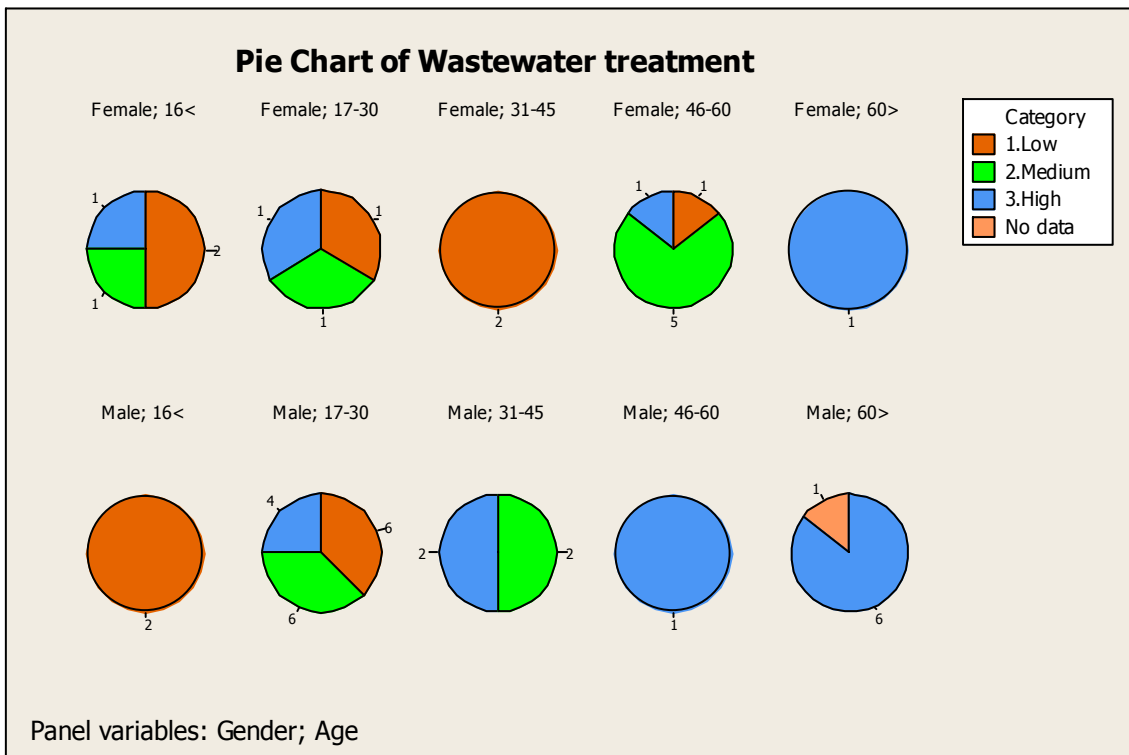 Pie Chart of Wastewater treatment
Female; 16<
Female; 17-30
Female; 31-45
Female; 46-60
Female; 60>
Category
1.Low
2.Medium
3.High
No data
1
2
1
1
1
1
2
1
1
5
1
Male; 16<
Male; 17-30
Male; 31-45
Male; 46-60
Male; 60>
2
4
6
6
2
2
1
1
6
Panel variables: Gender; Age